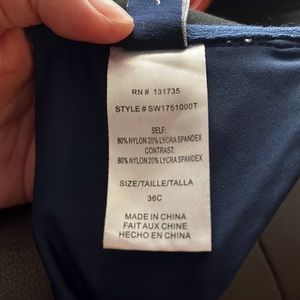 RN# 131735
STYLE# SW1751000T
SELF:
80% NYLON 20% LYCRA SPANDEX
CONTRAST:
80% NYLON 20% LYCRA SPANDEX
SIZE/TAILLE/TALLA
36C
MADE IN CHINA
FAIT AUX CHINE
HECHO EN CHINA